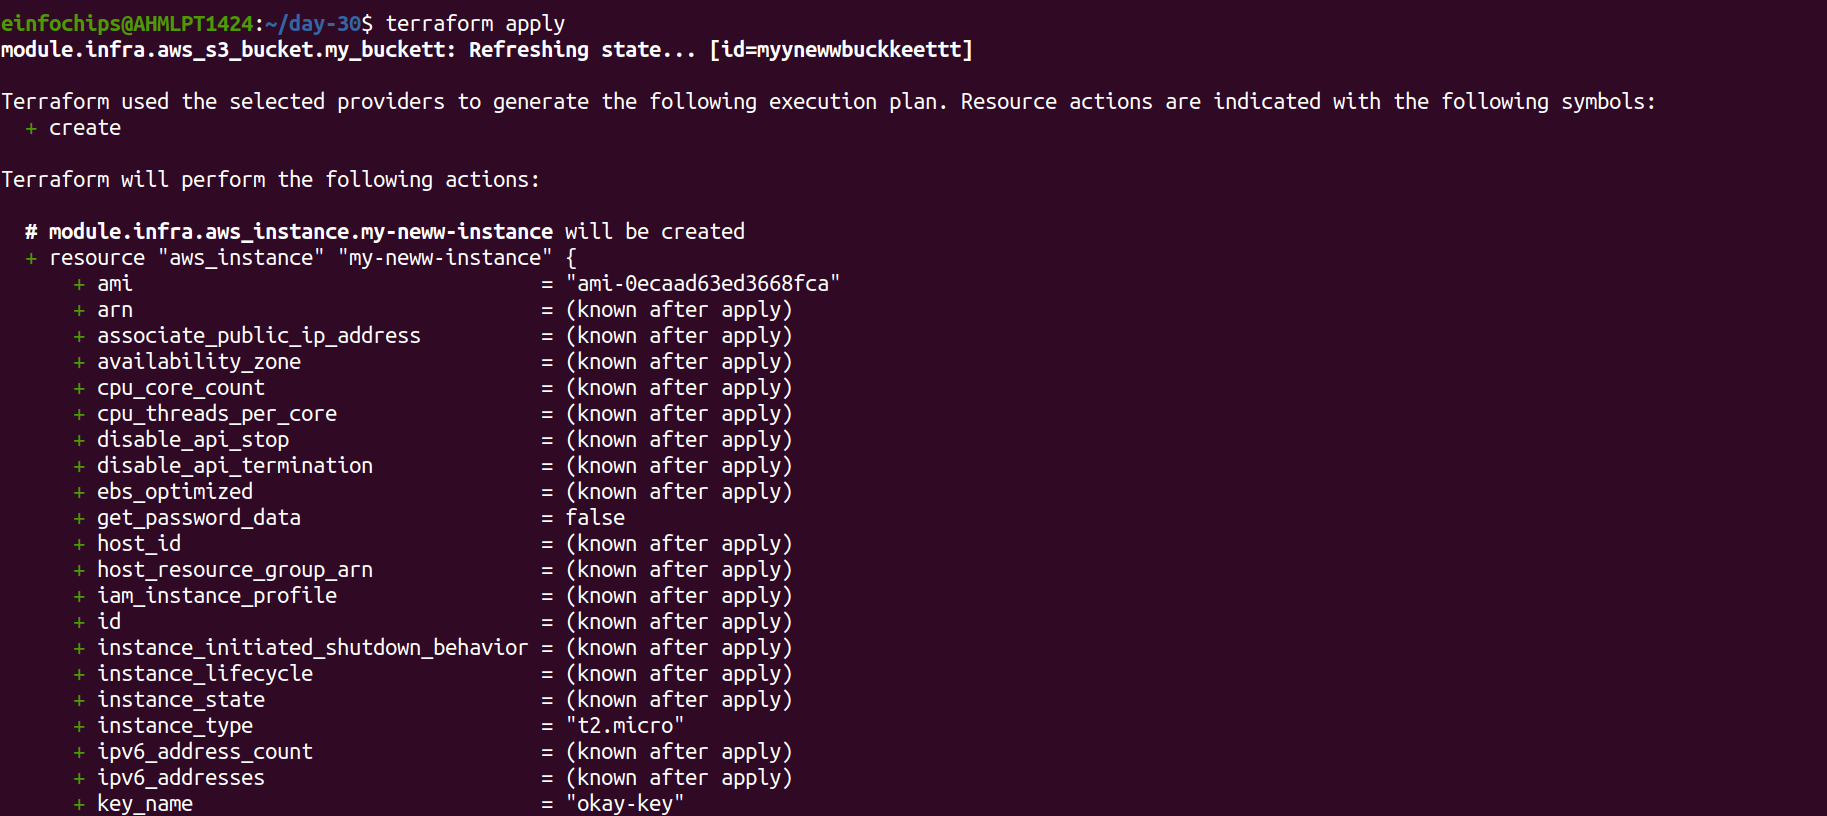 einfochips@AHMLPT1424:~/day-30$ terraform apply
module.infra.aws_s3_bucket.my_buckett: Refreshing state... [id=myynewwbuckkeettt]
Terraform used the selected providers to generate the following execution plan. Resource actions are indicated with the following symbols:
+ create
Terraform will perform the following actions:
# module.infra.aws_instance.my-neww-instance will be created
+ resource "aws_instance" "my-neww-instance" {
+ ami = "ami-0ecaad63ed3668fca"
+ arn = (known after apply)
+ associate_public_ip_address = (known after apply)
+ availability_zone = (known after apply)
+ cpu_core_count = (known after apply)
+ cpu_threads_per_core = (known after apply)
+ disable_api_stop = (known after apply)
+ disable_api_termination = (known after apply)
+ ebs_optimized = (known after apply)
+ get_password_data = false
+ host_id = (known after apply)
+ host_resource_group_arn = (known after apply)
+ iam_instance_profile = (known after apply)
+ id = (known after apply)
+ instance_initiated_shutdown_behavior = (known after apply)
+ instance_lifecycle = (known after apply)
+ instance_state = (known after apply)
+ instance_type = "t2.micro"
+ ipv6_address_count = (known after apply)
+ ipv6_addresses = (known after apply)
+ key_name = "okay-key"